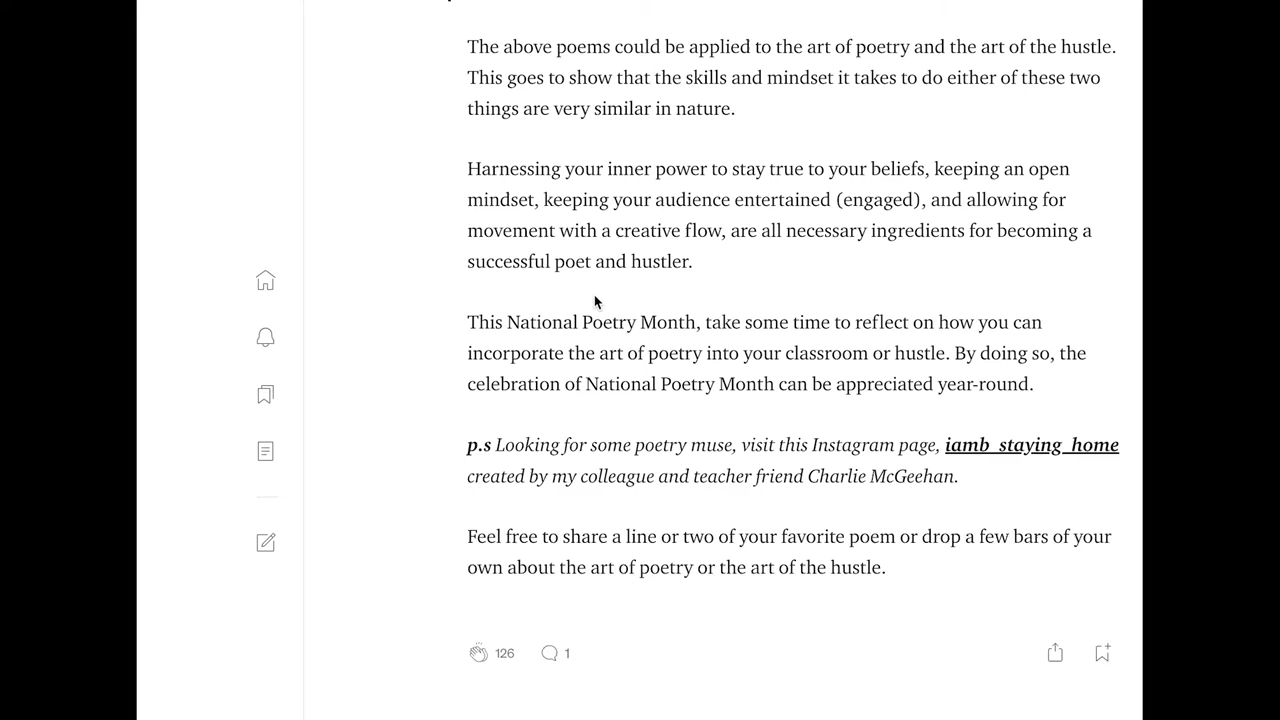 The above poems could be applied to the art of poetry and the art of the hustle.
This goes to show that the skills and mindset it takes to do either of these two
things are very similar in nature.
Harnessing your inner power to stay true to your beliefs, keeping an open
mindset, keeping your audience entertained (engaged), and allowing for
movement with a creative flow, are all necessary ingredients for becoming a
successful poet and hustler.
This National Poetry Month, take some time to reflect on how you can
incorporate the art of poetry into your classroom or hustle. By doing so, the
celebration of National Poetry Month can be appreciated year-round.
p.s Looking for some poetry muse, visit this Instagram page, iamb_staying_home
created by my colleague and teacher friend Charlie McGeehan.
Feel free to share a line or two of your favorite poem or drop a few bars of your
own about the art of poetry or the art of the hustle.
126 1